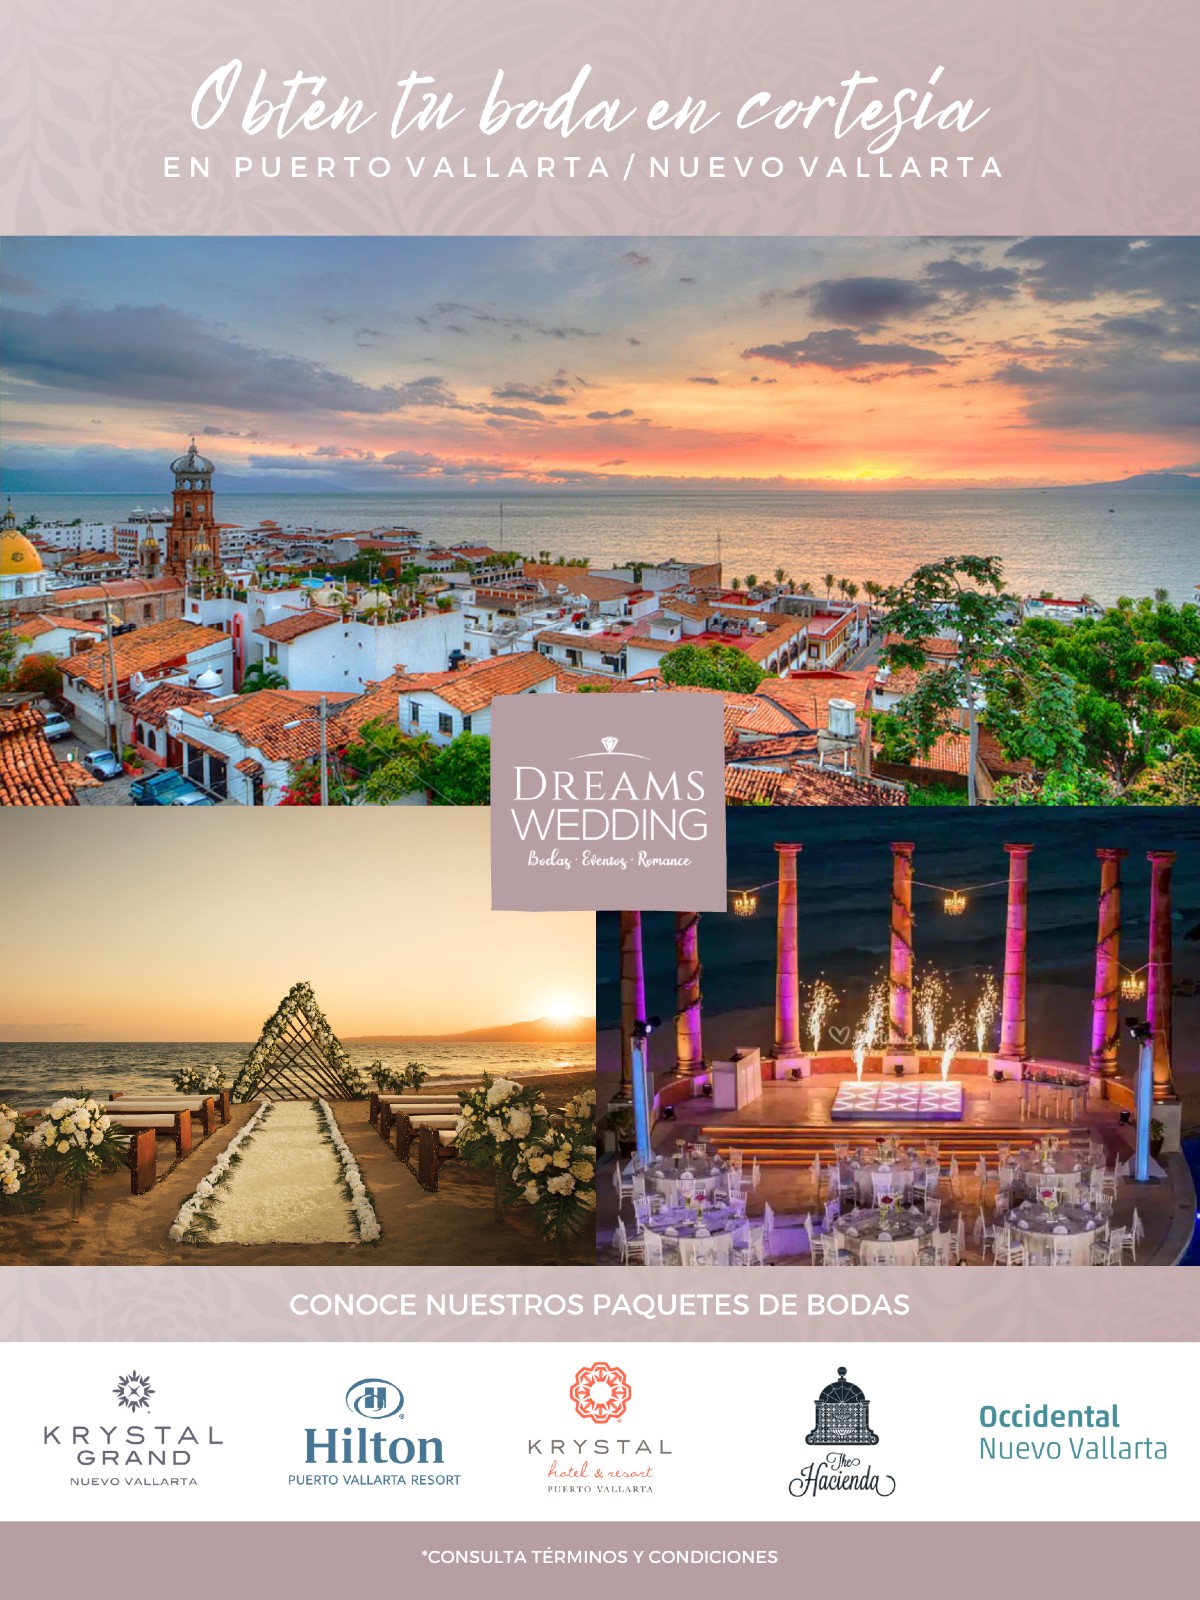 Obtén tu boda en cortesía
EN PUERTO VALLARTA / NUEVO VALLARTA
DREAMS
WEDDING
Bodas · Eventos · Romance
CONOCE NUESTROS PAQUETES DE BODAS
KRYSTAL
GRAND
NUEVO VALLARTA
Hilton
PUERTO VALLARTA RESORT
KRYSTAL
hotel & resort
PUERTO VALLARTA
The
Hacienda
Occidental
Nuevo Vallarta
*CONSULTA TÉRMINOS Y CONDICIONES